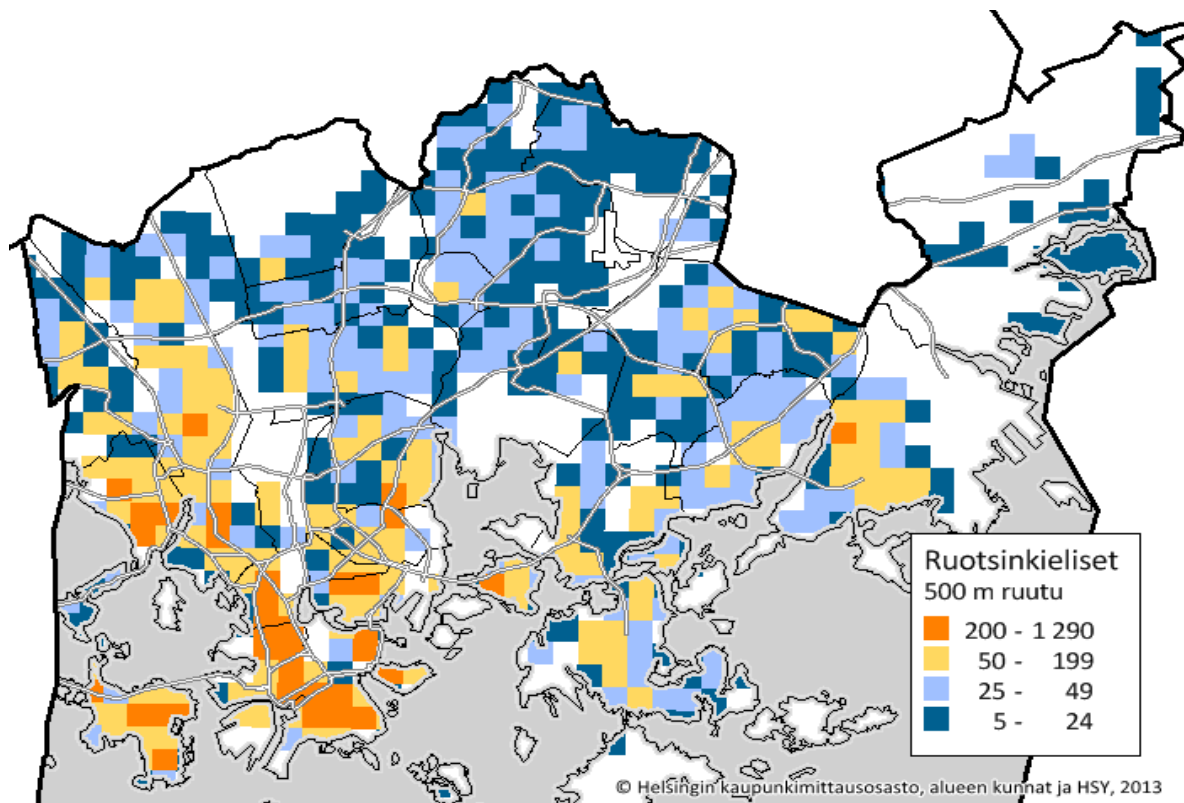 Ruotsinkieliset
500 m ruutu
200 - 1 290
50 - 199
25 - 49
5 - 24
© Helsingin kaupunkimittausosasto, alueen kunnat ja HSY, 2013